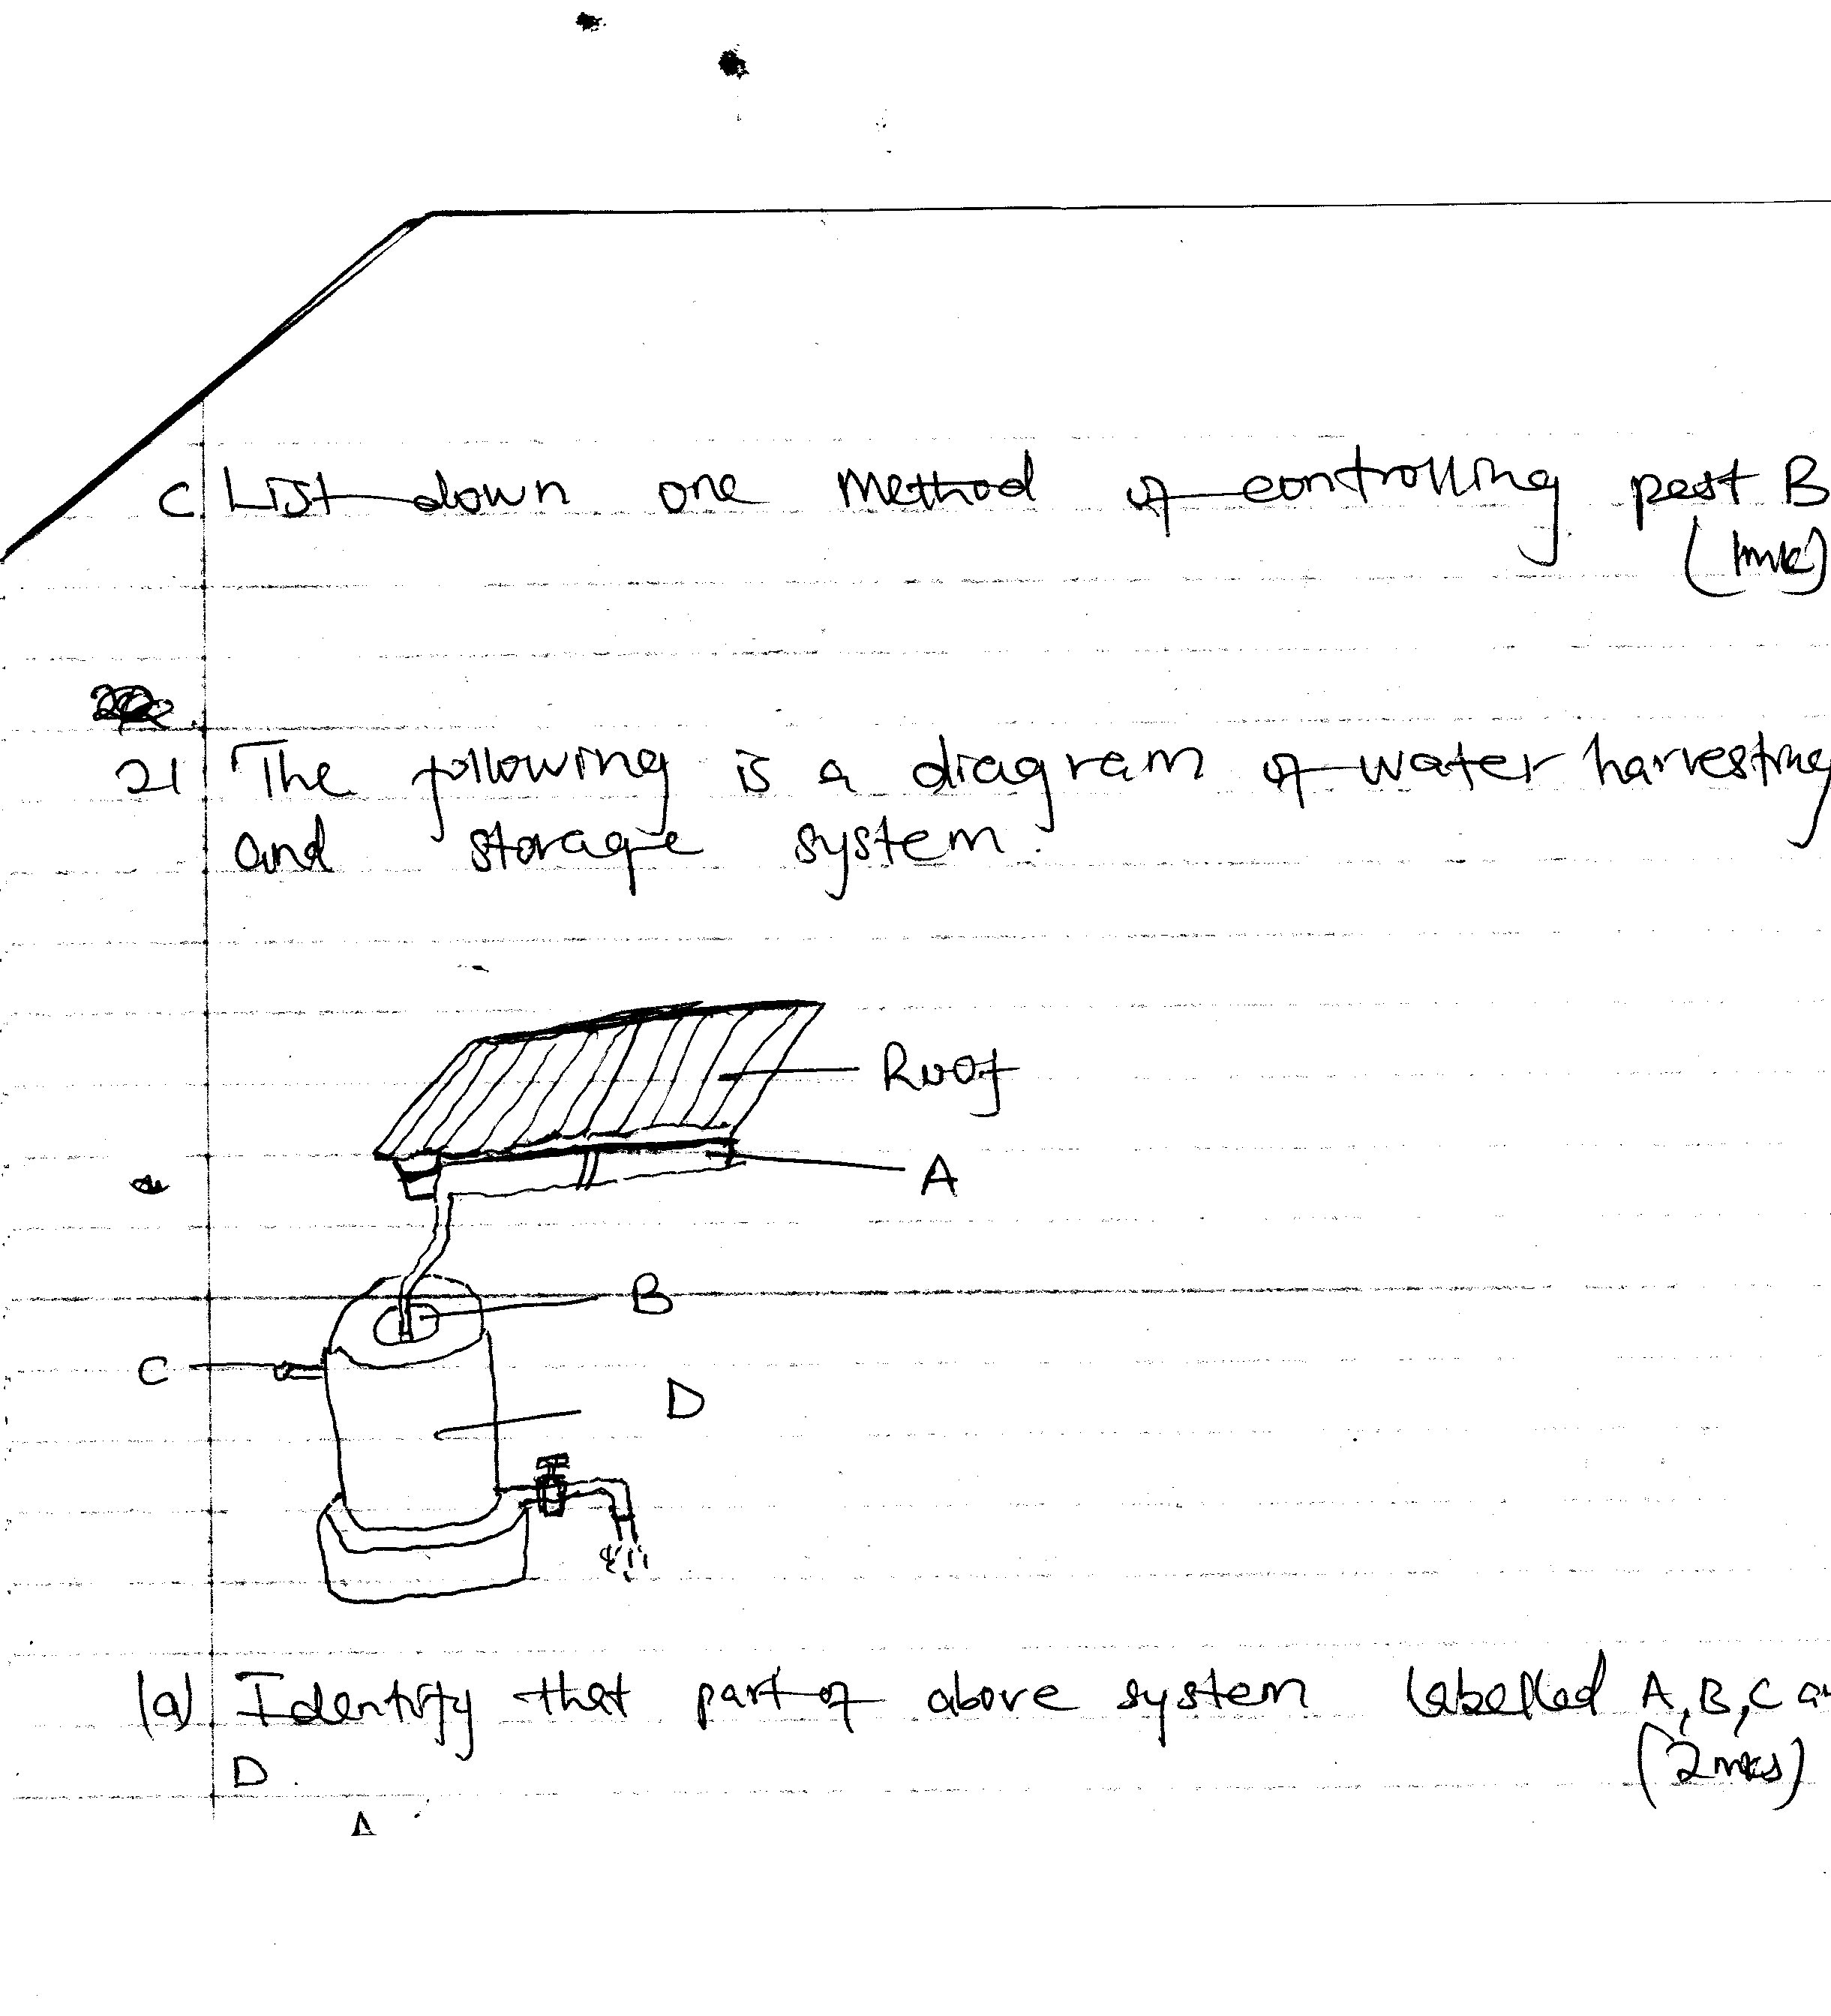 C. List down one method of controlling pest B
(1mk)
21 The following is a diagram of water harvesting
and storage system.
Roof
A
B
C
D
(a) Identify that part of above system labelled A, B, C
D.
(2mks)
A